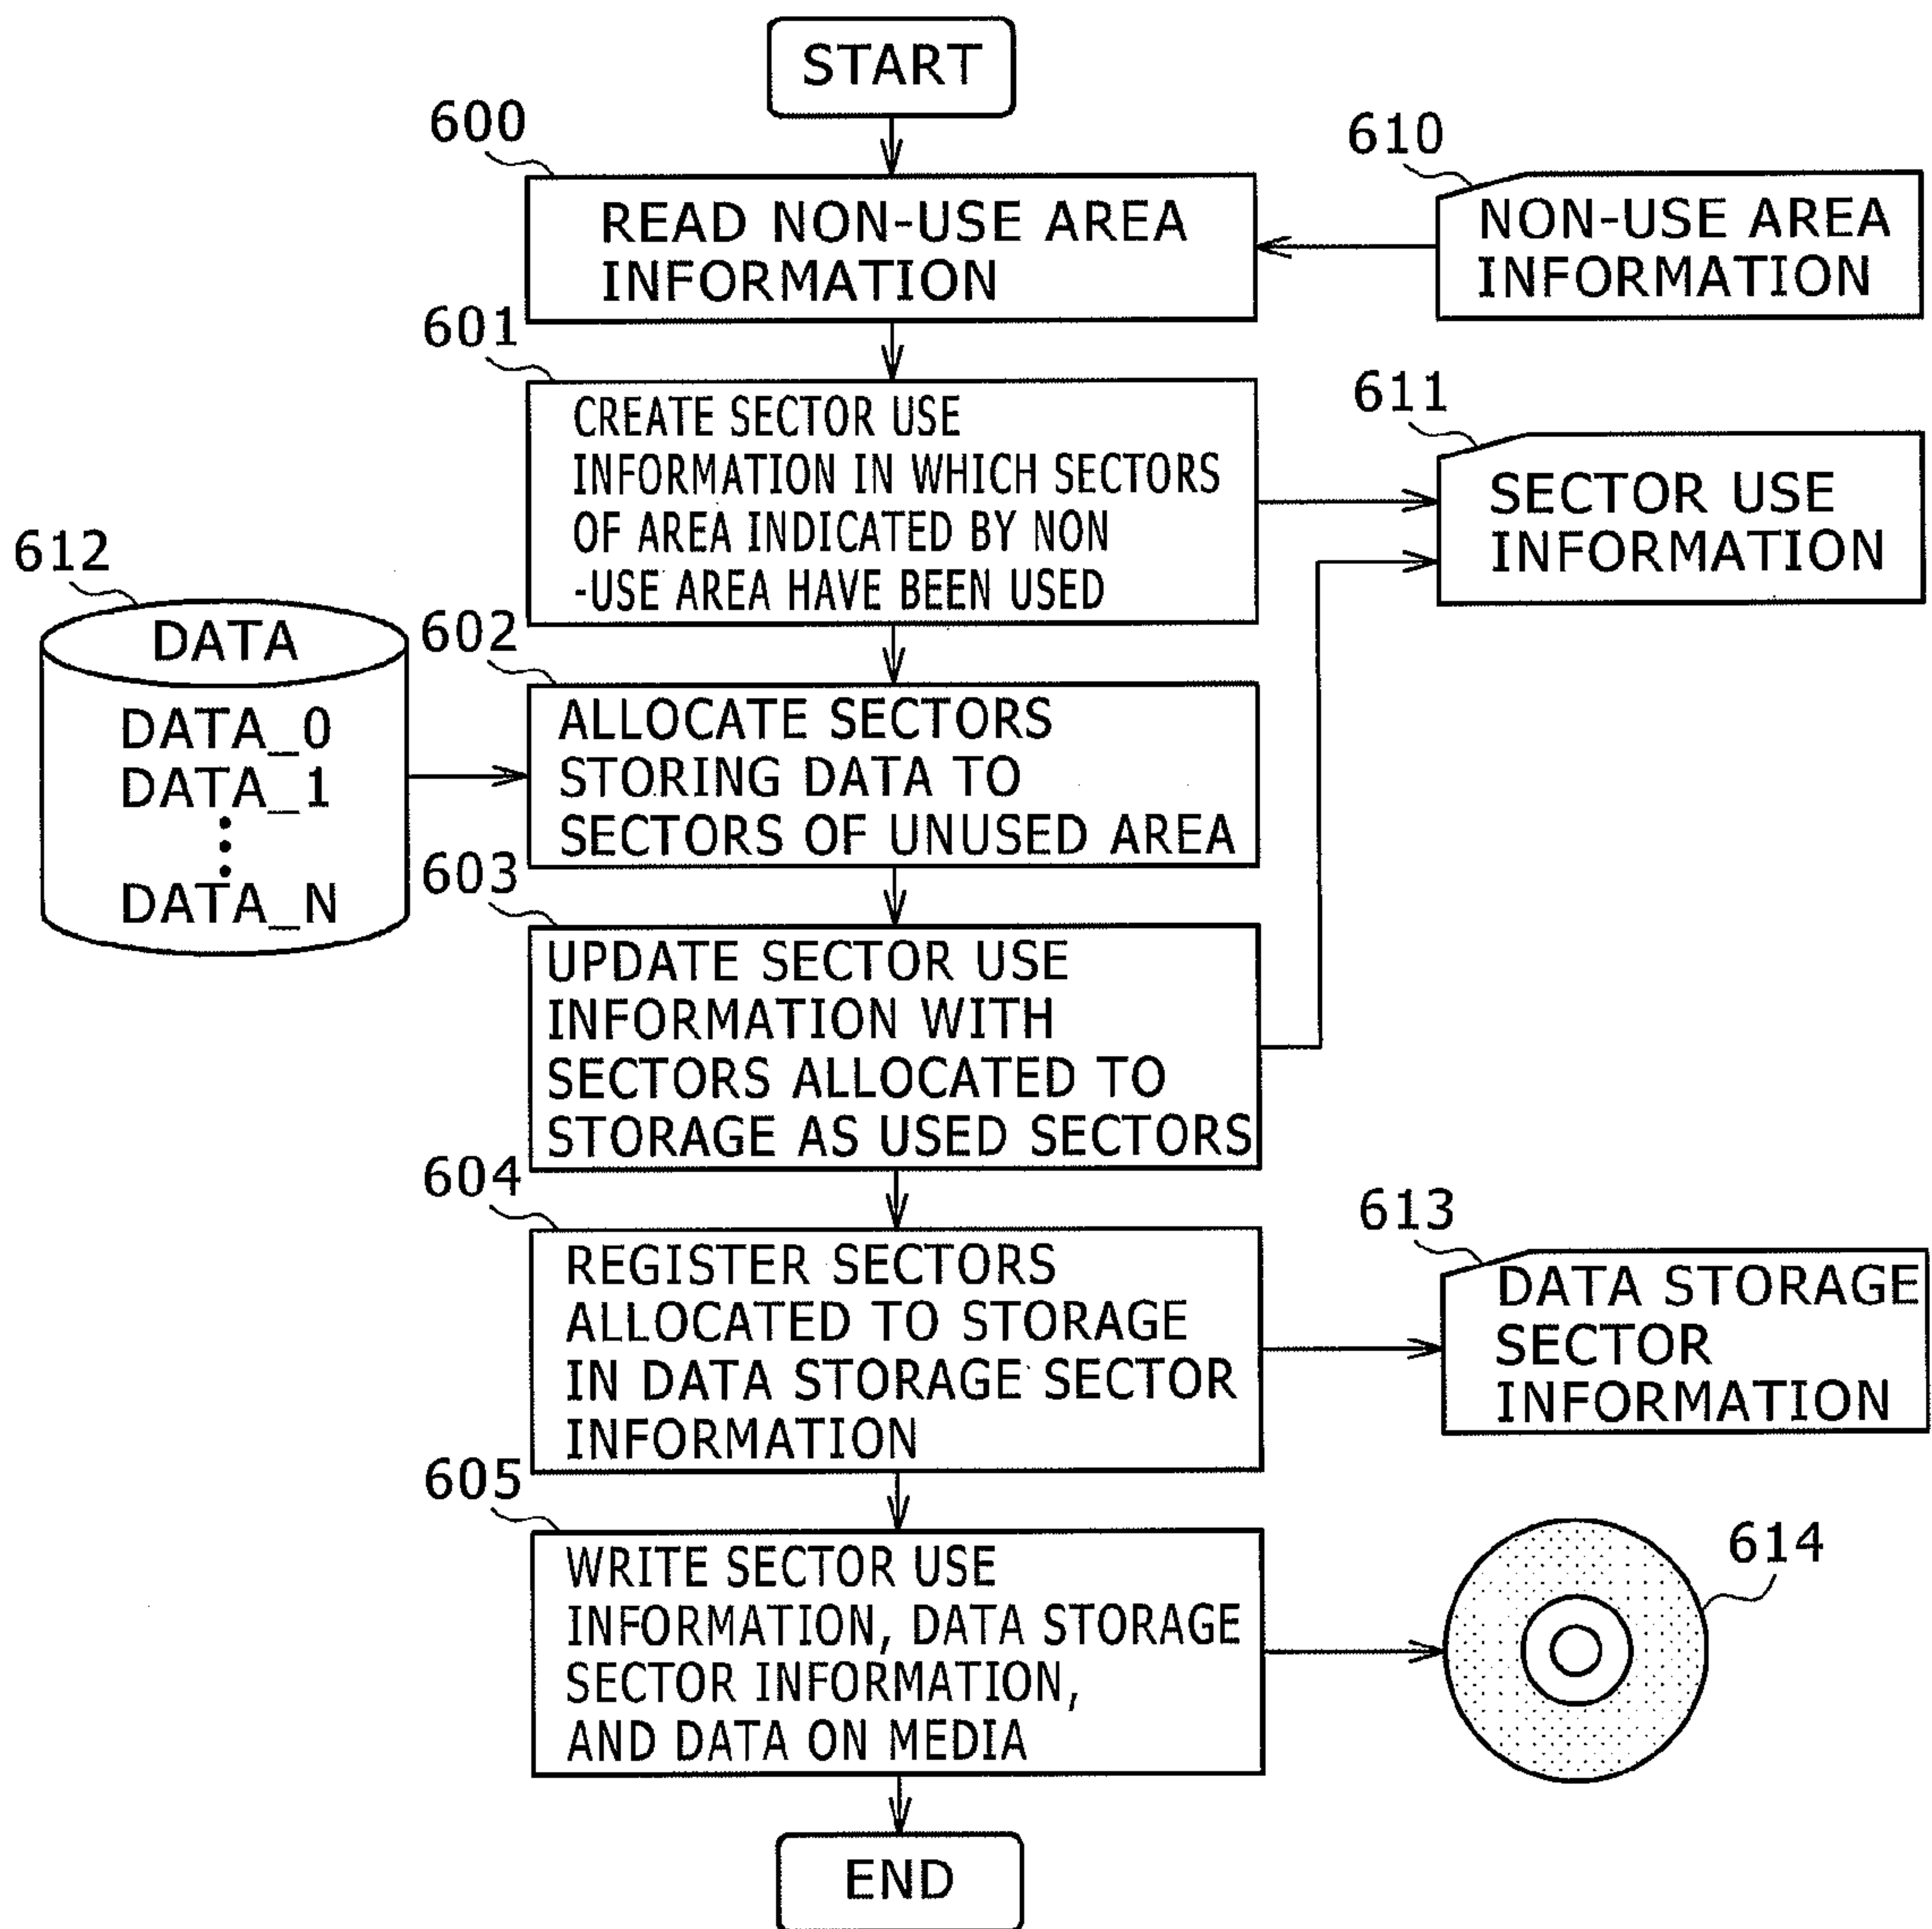 START
600
READ NON-USE AREA
INFORMATION
610
NON-USE AREA
INFORMATION
601
CREATE SECTOR USE
INFORMATION IN WHICH SECTORS
OF AREA INDICATED BY NON
-USE AREA HAVE BEEN USED
611
SECTOR USE
INFORMATION
612
DATA
DATA_0
DATA_1
DATA_N
602
ALLOCATE SECTORS
STORING DATA TO
SECTORS OF UNUSED AREA
603
UPDATE SECTOR USE
INFORMATION WITH
SECTORS ALLOCATED TO
STORAGE AS USED SECTORS
604
REGISTER SECTORS
ALLOCATED TO STORAGE
IN DATA STORAGE SECTOR
INFORMATION
613
DATA STORAGE
SECTOR
INFORMATION
605
WRITE SECTOR USE
INFORMATION, DATA STORAGE
SECTOR INFORMATION,
AND DATA ON MEDIA
614
END